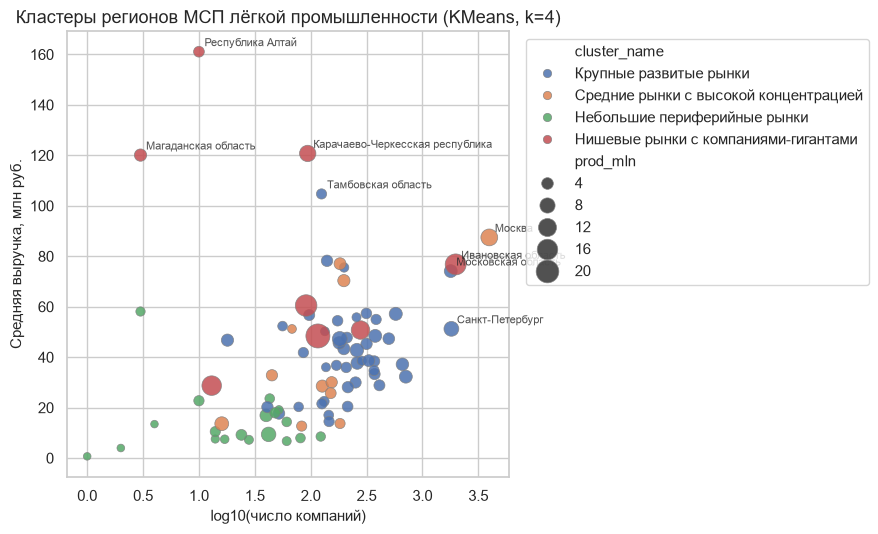 Кластеры регионов МСП лёгкой промышленности (KMeans, k=4)
Средняя выручка, млн руб.
160
140
120
100
80
60
40
20
0
0.0 0.5 1.0 1.5 2.0 2.5 3.0 3.5
log10(число компаний)
Республика Алтай
Магаданская область
Карачаево-Черкесская республика
Тамбовская область
Москва
Ивановская область
Московская о
Санкт-Петербург
cluster_name
Крупные развитые рынки
Средние рынки с высокой концентрацией
Небольшие периферийные рынки
Нишевые рынки с компаниями-гигантами
prod_mln
4
8
12
16
20